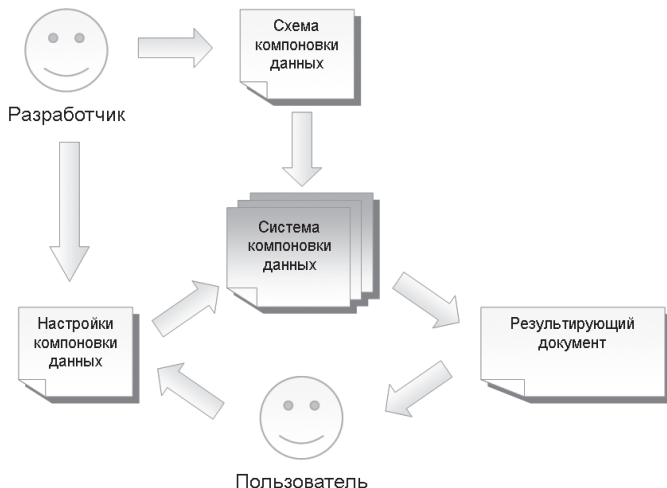 Схема
компоновки
данных
Разработчик
Система
компоновки
данных
Настройки
компоновки
данных
Результирующий
документ
Пользователь